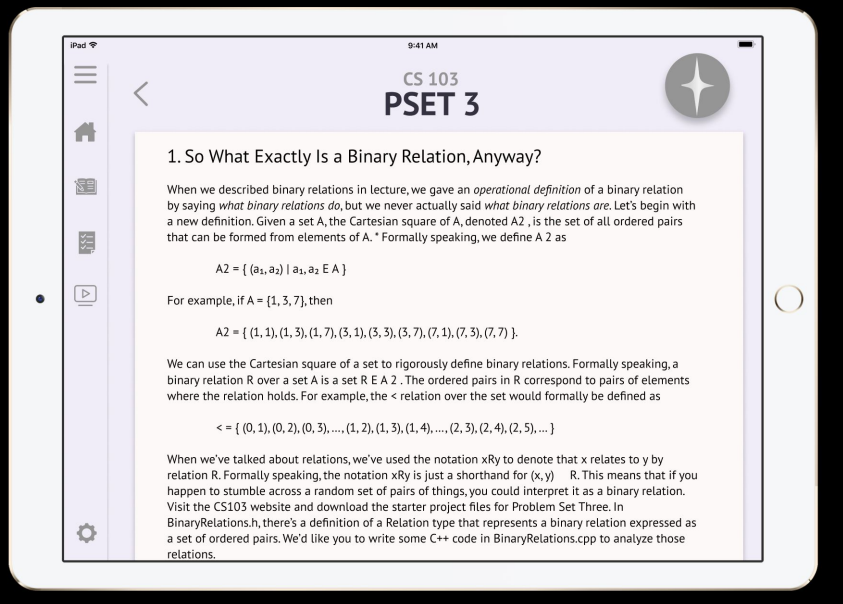 iPad
9:41 AM
CS 103
PSET 3
1. So What Exactly Is a Binary Relation, Anyway?
When we described binary relations in lecture, we gave an operational definition of a binary relation
by saying what binary relations do, but we never actually said what binary relations are. Let's begin with
a new definition. Given a set A, the Cartesian square of A, denoted A2 , is the set of all ordered pairs
that can be formed from elements of A. * Formally speaking, we define A 2 as
A2 = { (a₁, a₂) | a₁, a₂ E A }
For example, if A = {1, 3, 7}, then
A2 = { (1, 1), (1, 3), (1, 7), (3, 1), (3, 3), (3, 7), (7, 1), (7, 3), (7, 7) }.
We can use the Cartesian square of a set to rigorously define binary relations. Formally speaking, a
binary relation R over a set A is a set R E A 2 . The ordered pairs in R correspond to pairs of elements
where the relation holds. For example, the < relation over the set would formally be defined as
< = { (0, 1), (0, 2), (0, 3), ..., (1, 2), (1, 3), (1, 4), ..., (2, 3), (2, 4), (2, 5), ... }
When we've talked about relations, we've used the notation xRy to denote that x relates to y by
relation R. Formally speaking, the notation xRy is just a shorthand for (x, y) R. This means that if you
happen to stumble across a random set of pairs of things, you could interpret it as a binary relation.
Visit the CS103 website and download the starter project files for Problem Set Three. In
BinaryRelations.h, there's a definition of a Relation type that represents a binary relation expressed as
a set of ordered pairs. We'd like you to write some C++ code in BinaryRelations.cpp to analyze those
relations.